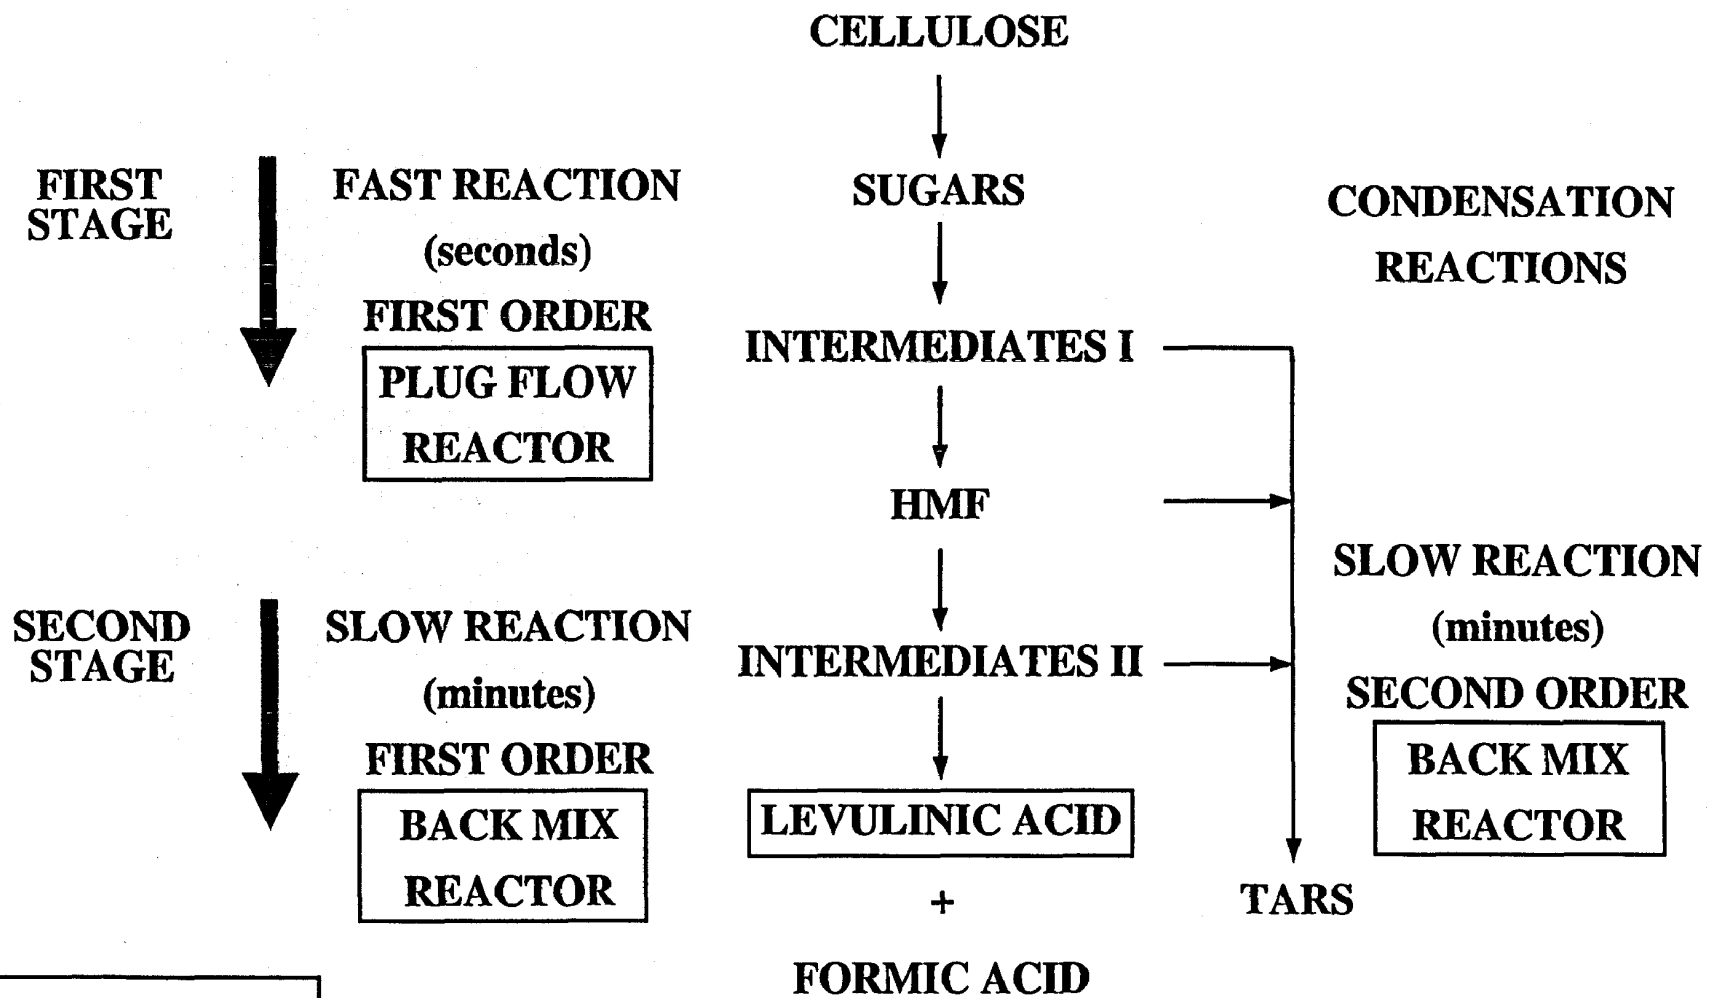 CELLULOSE
FIRST
STAGE
FAST REACTION
(seconds)
FIRST ORDER
PLUG FLOW
REACTOR
SUGARS
INTERMEDIATES I
HMF
INTERMEDIATES II
LEVULINIC ACID
+
FORMIC ACID
SECOND
STAGE
SLOW REACTION
(minutes)
FIRST ORDER
BACK MIX
REACTOR
CONDENSATION
REACTIONS
SLOW REACTION
(minutes)
SECOND ORDER
BACK MIX
REACTOR
TARS